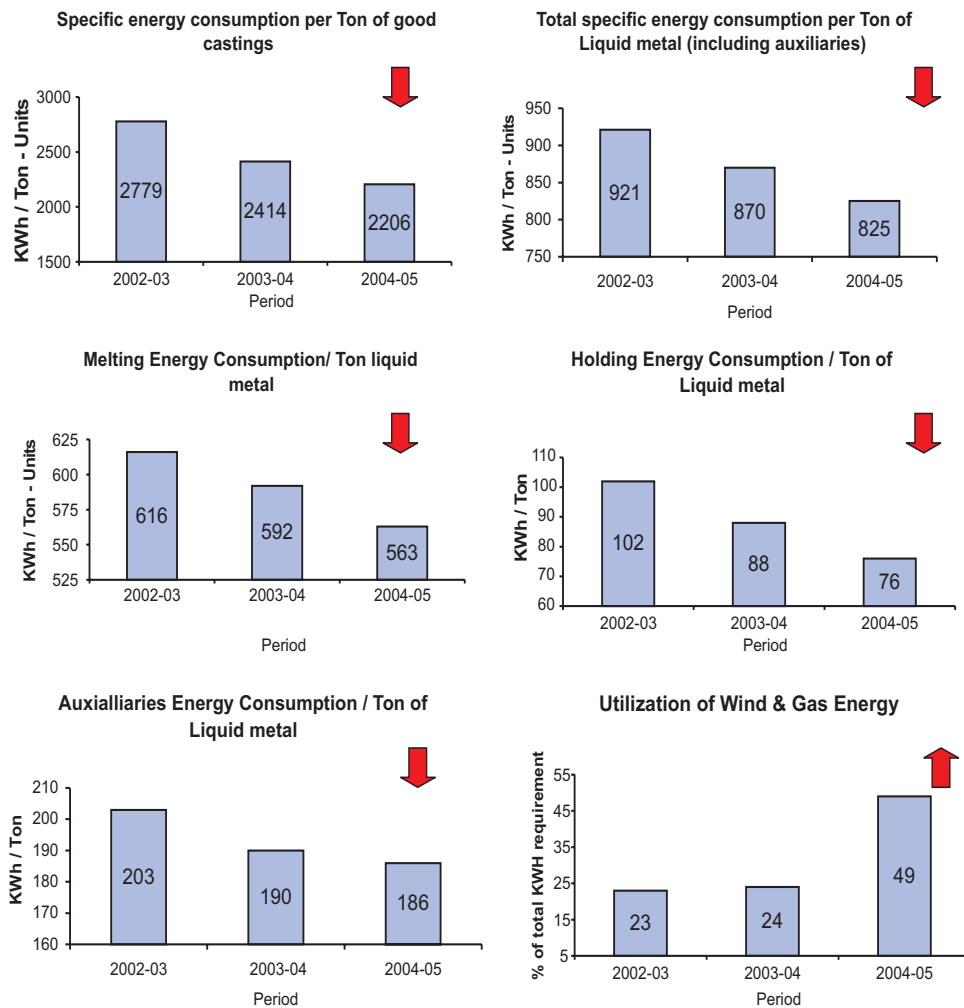 Specific energy consumption per Ton of good
castings
KWh / Ton - Units
3000
2500
2000
1500
2779
2414
2206
2002-03
2003-04
2004-05
Period
Total specific energy consumption per Ton of
Liquid metal (including auxiliaries)
KWh / Ton - Units
950
900
850
800
750
921
870
825
2002-03
2003-04
2004-05
Period
Melting Energy Consumption/ Ton liquid
metal
KWh / Ton - Units
625
600
575
550
525
616
592
563
2002-03
2003-04
2004-05
Period
Holding Energy Consumption / Ton of
Liquid metal
KWh / Ton
110
100
90
80
70
60
102
88
76
2002-03
2003-04
2004-05
Period
Auxialliaries Energy Consumption / Ton of
Liquid metal
KWh / Ton
210
200
190
180
170
160
203
190
186
2002-03
2003-04
2004-05
Period
Utilization of Wind & Gas Energy
% of total KWH requirement
55
45
35
25
15
5
23
24
49
2002-03
2003-04
2004-05
Period